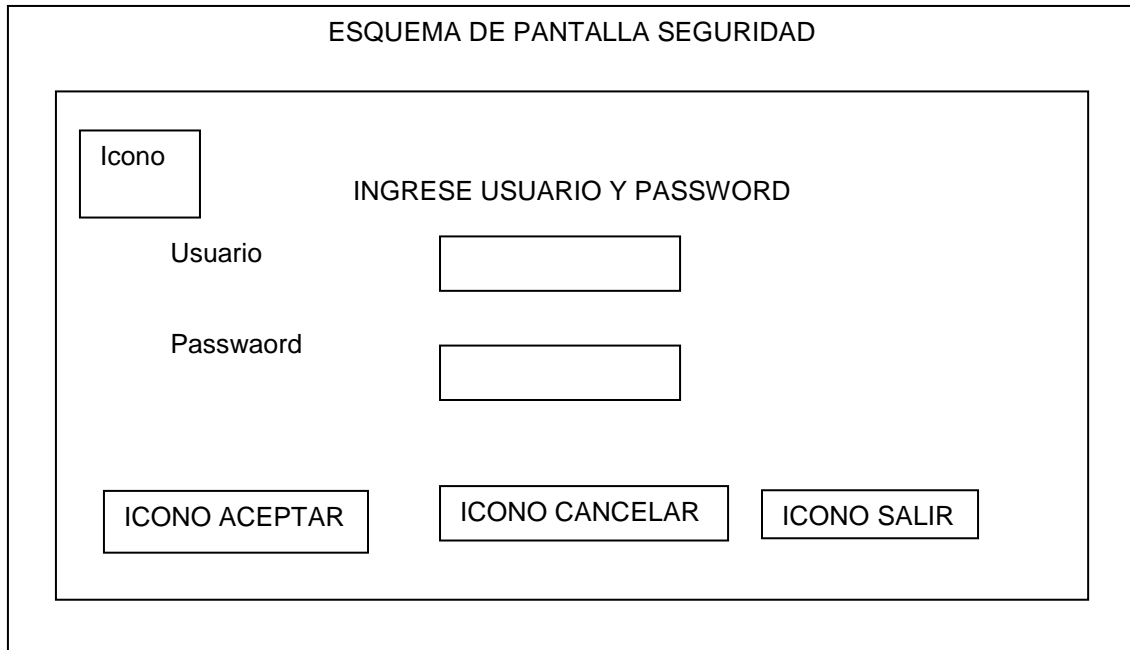 ESQUEMA DE PANTALLA SEGURIDAD
Icono
INGRESE USUARIO Y PASSWORD
Usuario
Passwaord
ICONO ACEPTAR
ICONO CANCELAR
ICONO SALIR